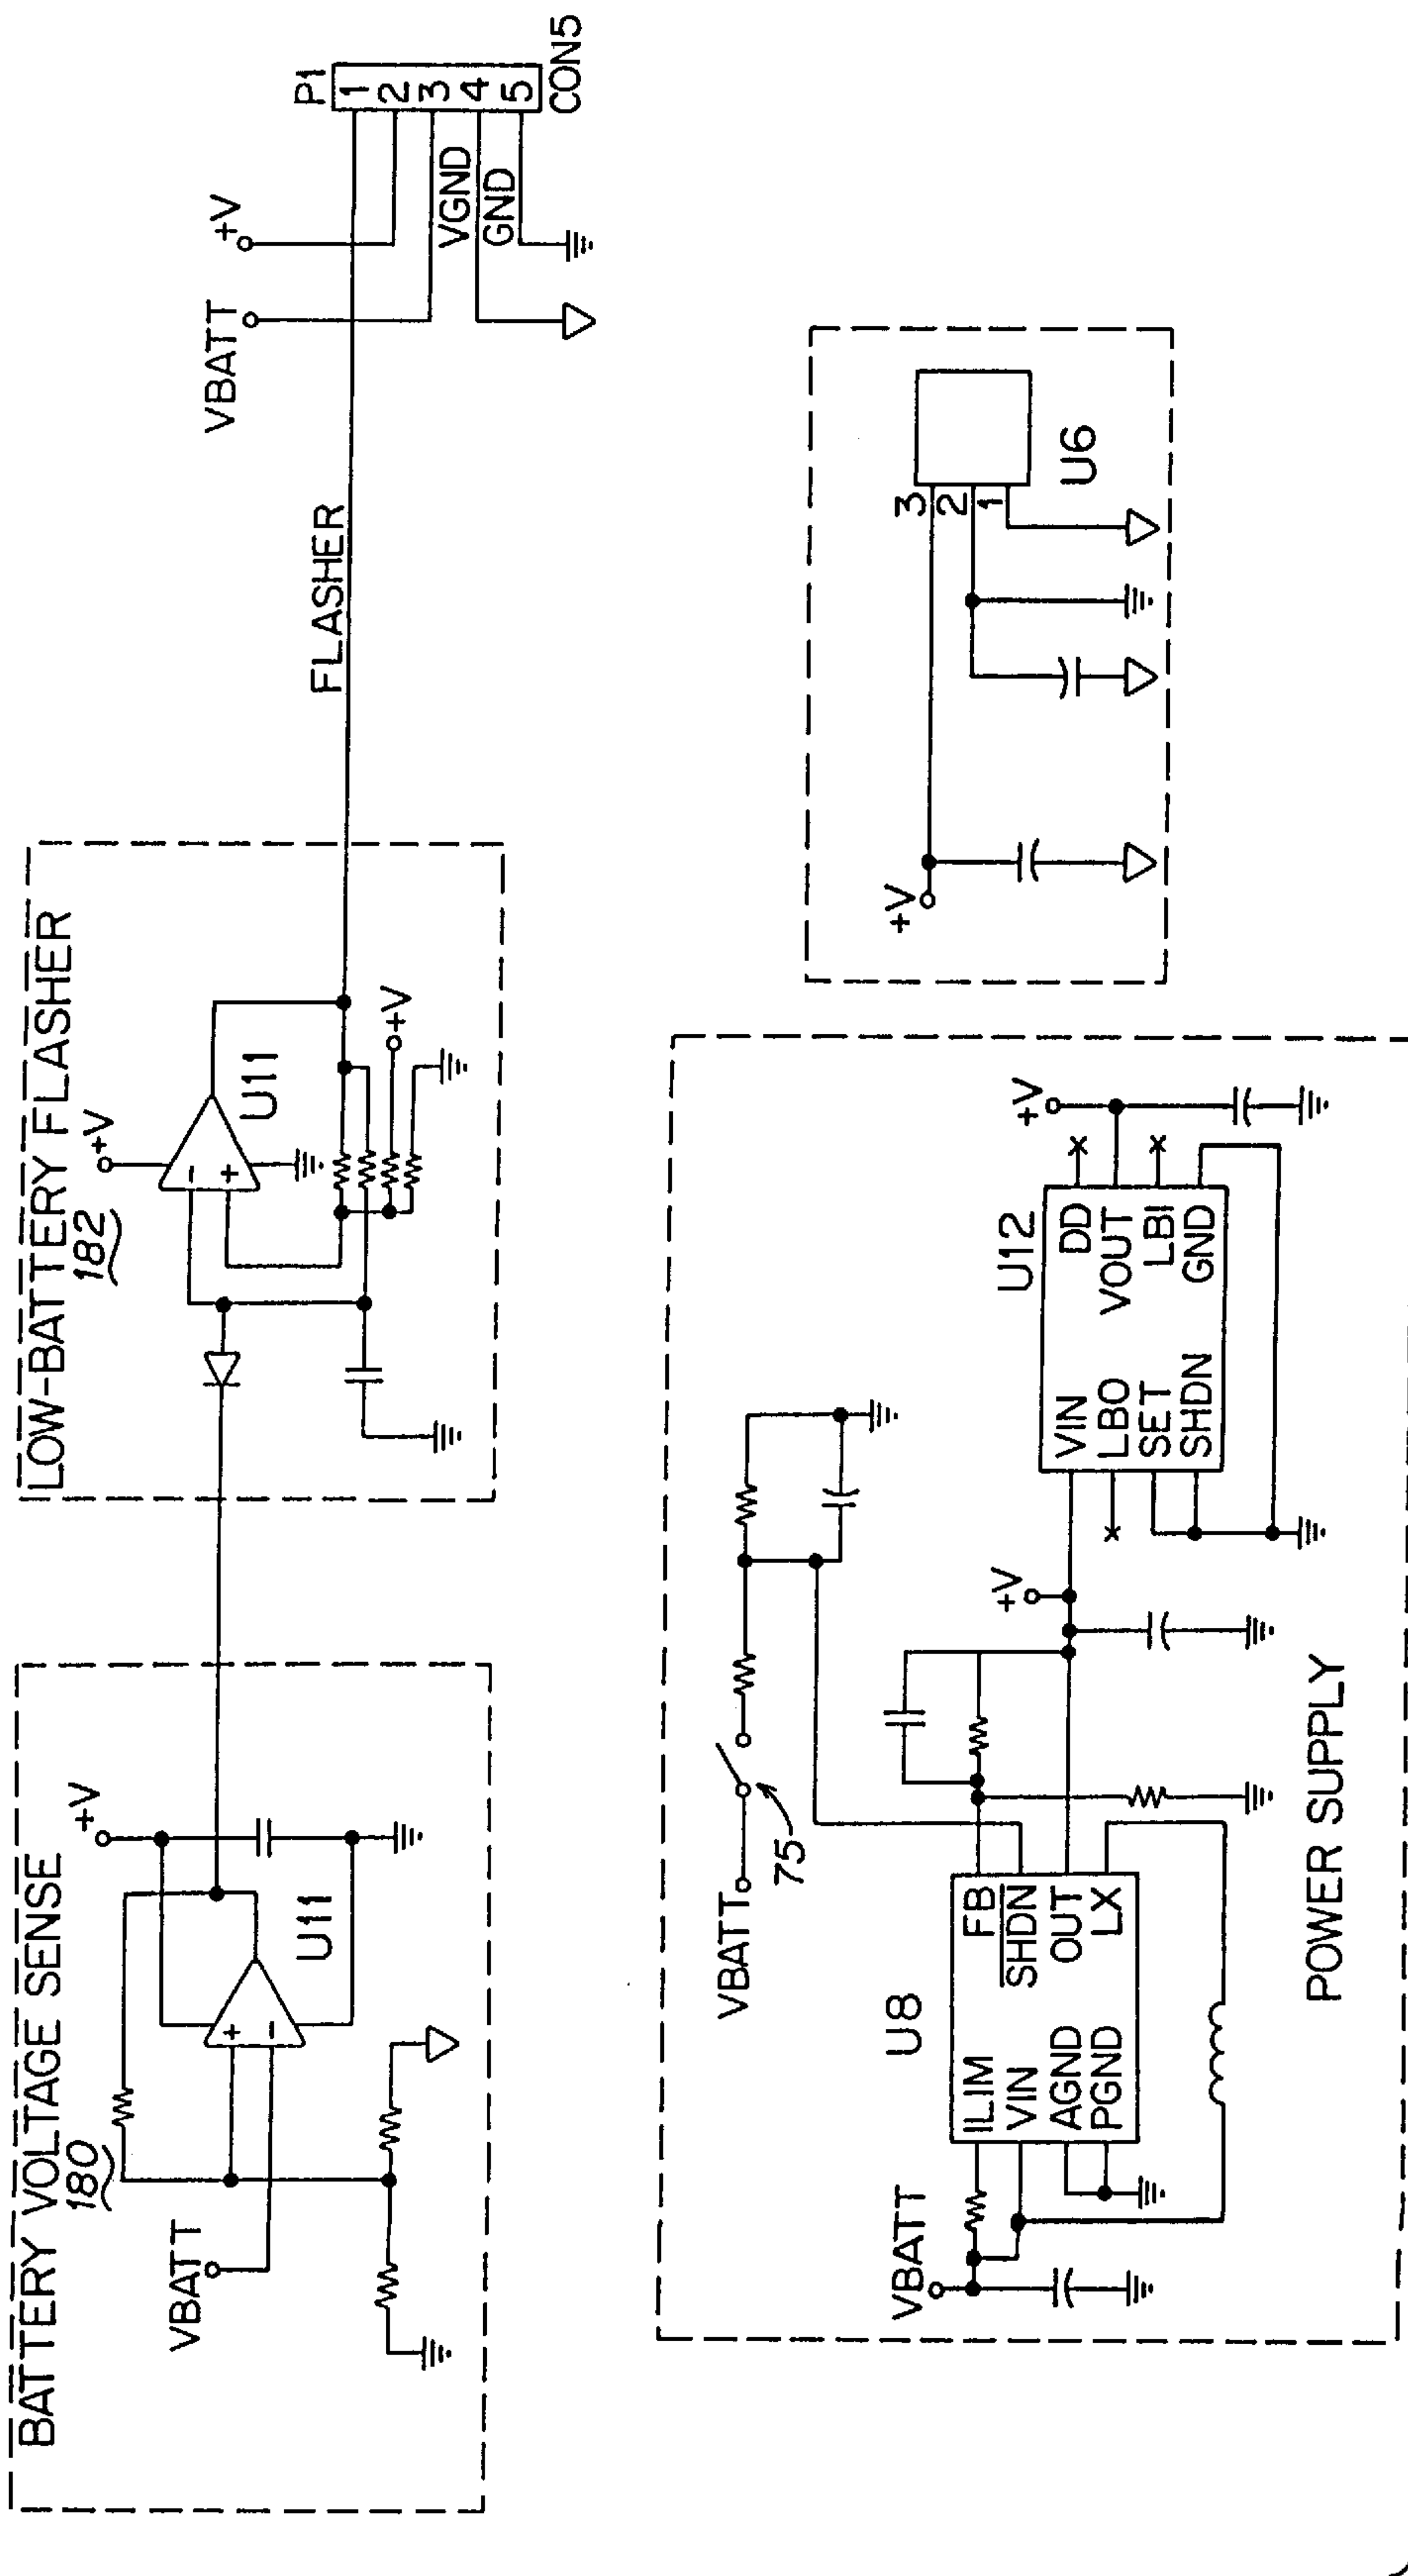 BATTERY VOLTAGE SENSE
180
VBATT
+V
+
−
U11
LOW-BATTERY FLASHER
182
+V
−
+
U11
+V
FLASHER
VBATT
+V
VGND
GND
P1
1
2
3
4
5
CON5
VBATT
75
VBATT
U8
ILIM
VIN
AGND
PGND
FB
SHDN
OUT
LX
+V
U12
VIN
LBO
SET
SHDN
DD
VOUT
LBI
GND
+V
POWER SUPPLY
+V
3
2
1
U6